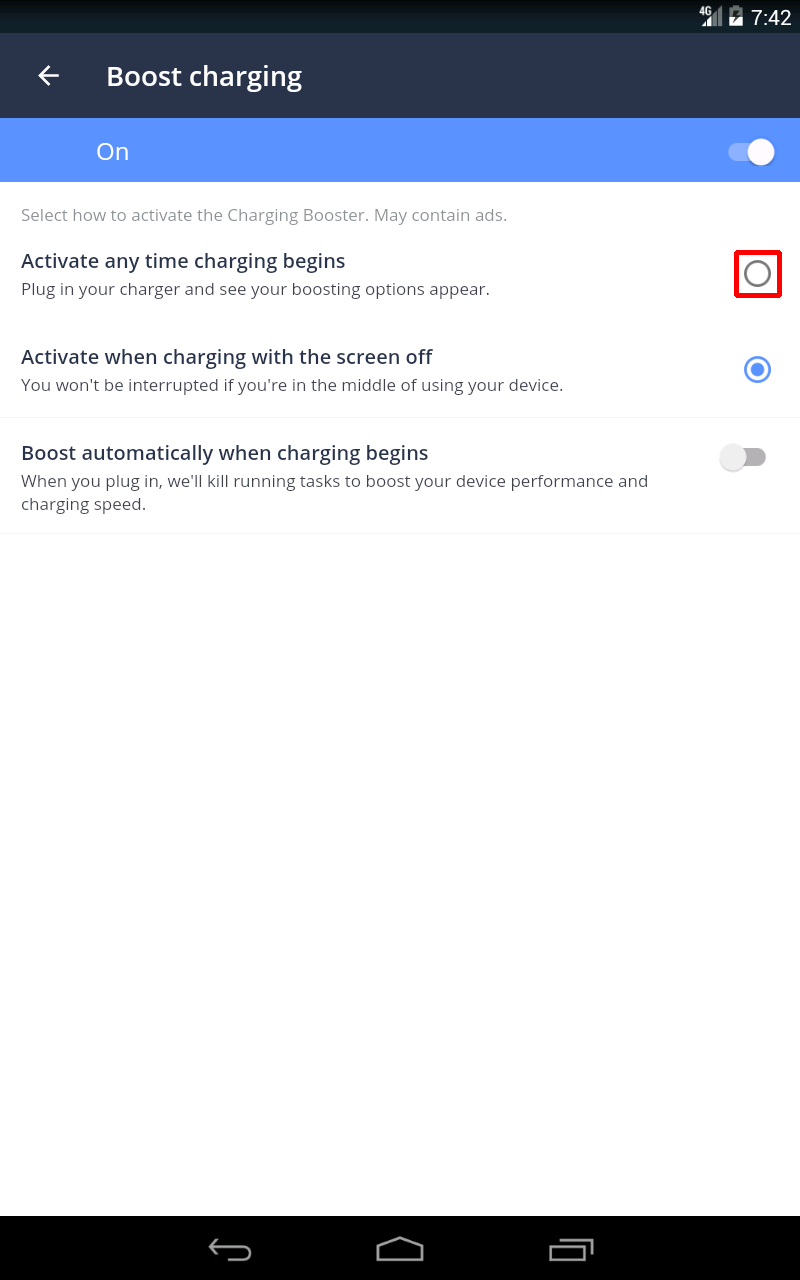 4G 7:42
Boost charging
On
Select how to activate the Charging Booster. May contain ads.
Activate any time charging begins
Plug in your charger and see your boosting options appear.
Activate when charging with the screen off
You won't be interrupted if you're in the middle of using your device.
Boost automatically when charging begins
When you plug in, we'll kill running tasks to boost your device performance and
charging speed.